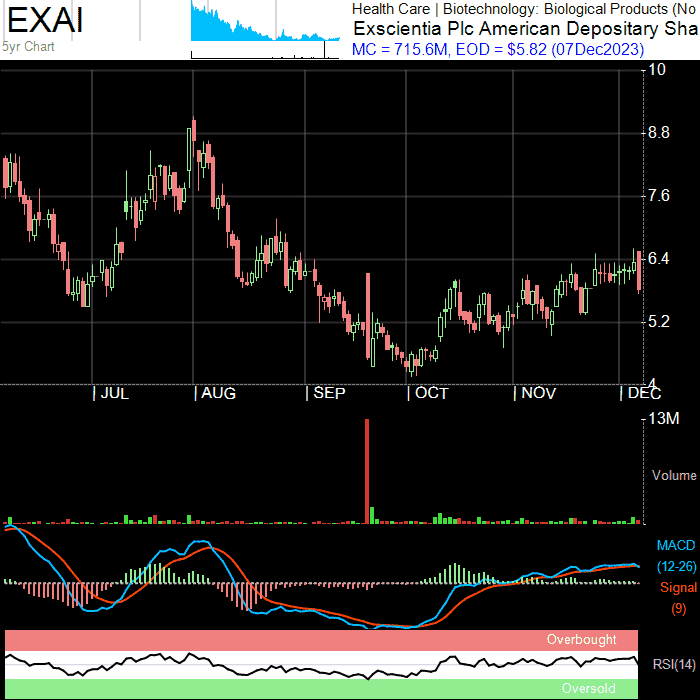 EXAI
5yr Chart
Health Care | Biotechnology: Biological Products (No
Exscientia Plc American Depositary Sha
MC = 715.6M, EOD = $5.82 (07Dec2023)
10
8.8
7.6
6.4
5.2
4
| JUL | AUG | SEP | OCT | NOV | DEC
13M
Volume
MACD
(12-26)
Signal
(9)
Overbought
RSI(14)
Oversold